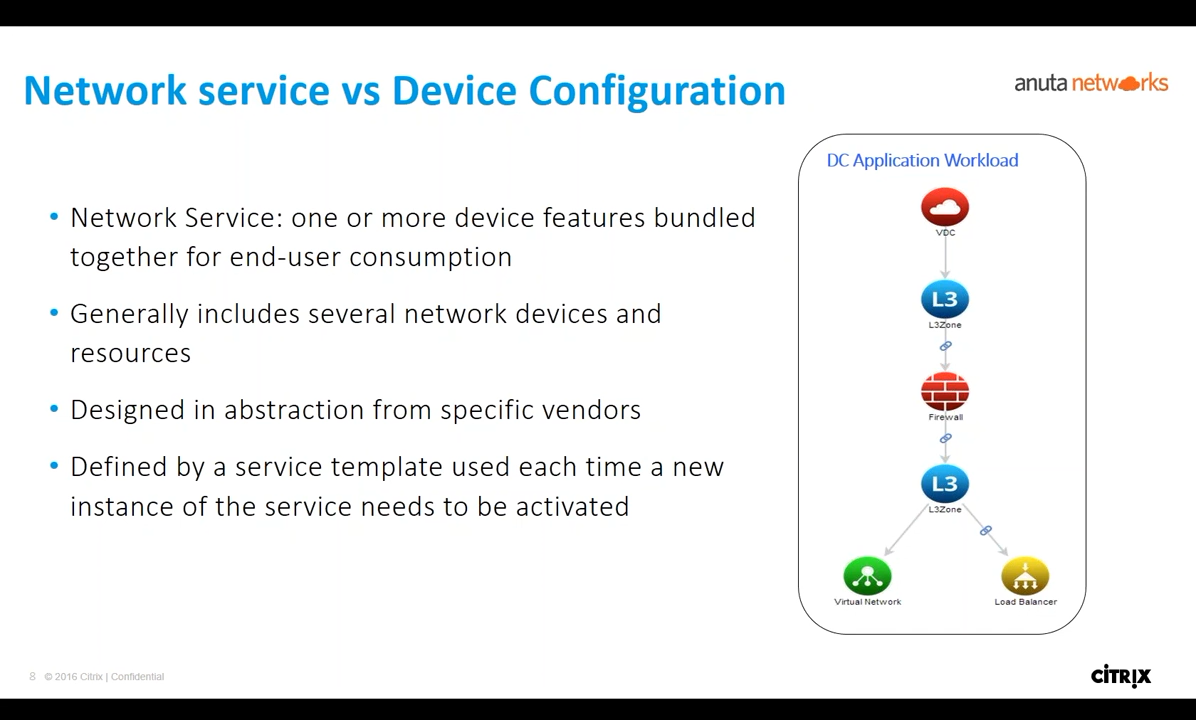 Network service vs Device Configuration
anuta networks
DC Application Workload
• Network Service: one or more device features bundled
together for end-user consumption
• Generally includes several network devices and
resources
• Designed in abstraction from specific vendors
• Defined by a service template used each time a new
instance of the service needs to be activated
VDC
L3
L3Zone
Firewall
L3
L3Zone
Virtual Network
Load Balancer
8 © 2016 Citrix | Confidential
CITRIX